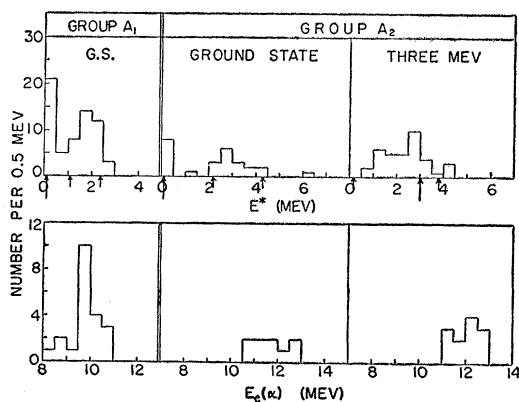 GROUP A₁ GROUP A₂
G.S. GROUND STATE THREE MEV
30
20
10
0
0 2 4 0 2 4 6 0 2 4 6
E* (MEV)
NUMBER PER 0.5 MEV
12
8
4
0
8 10 12 8 10 12 8 10 12 14
E꜀(α) (MEV)